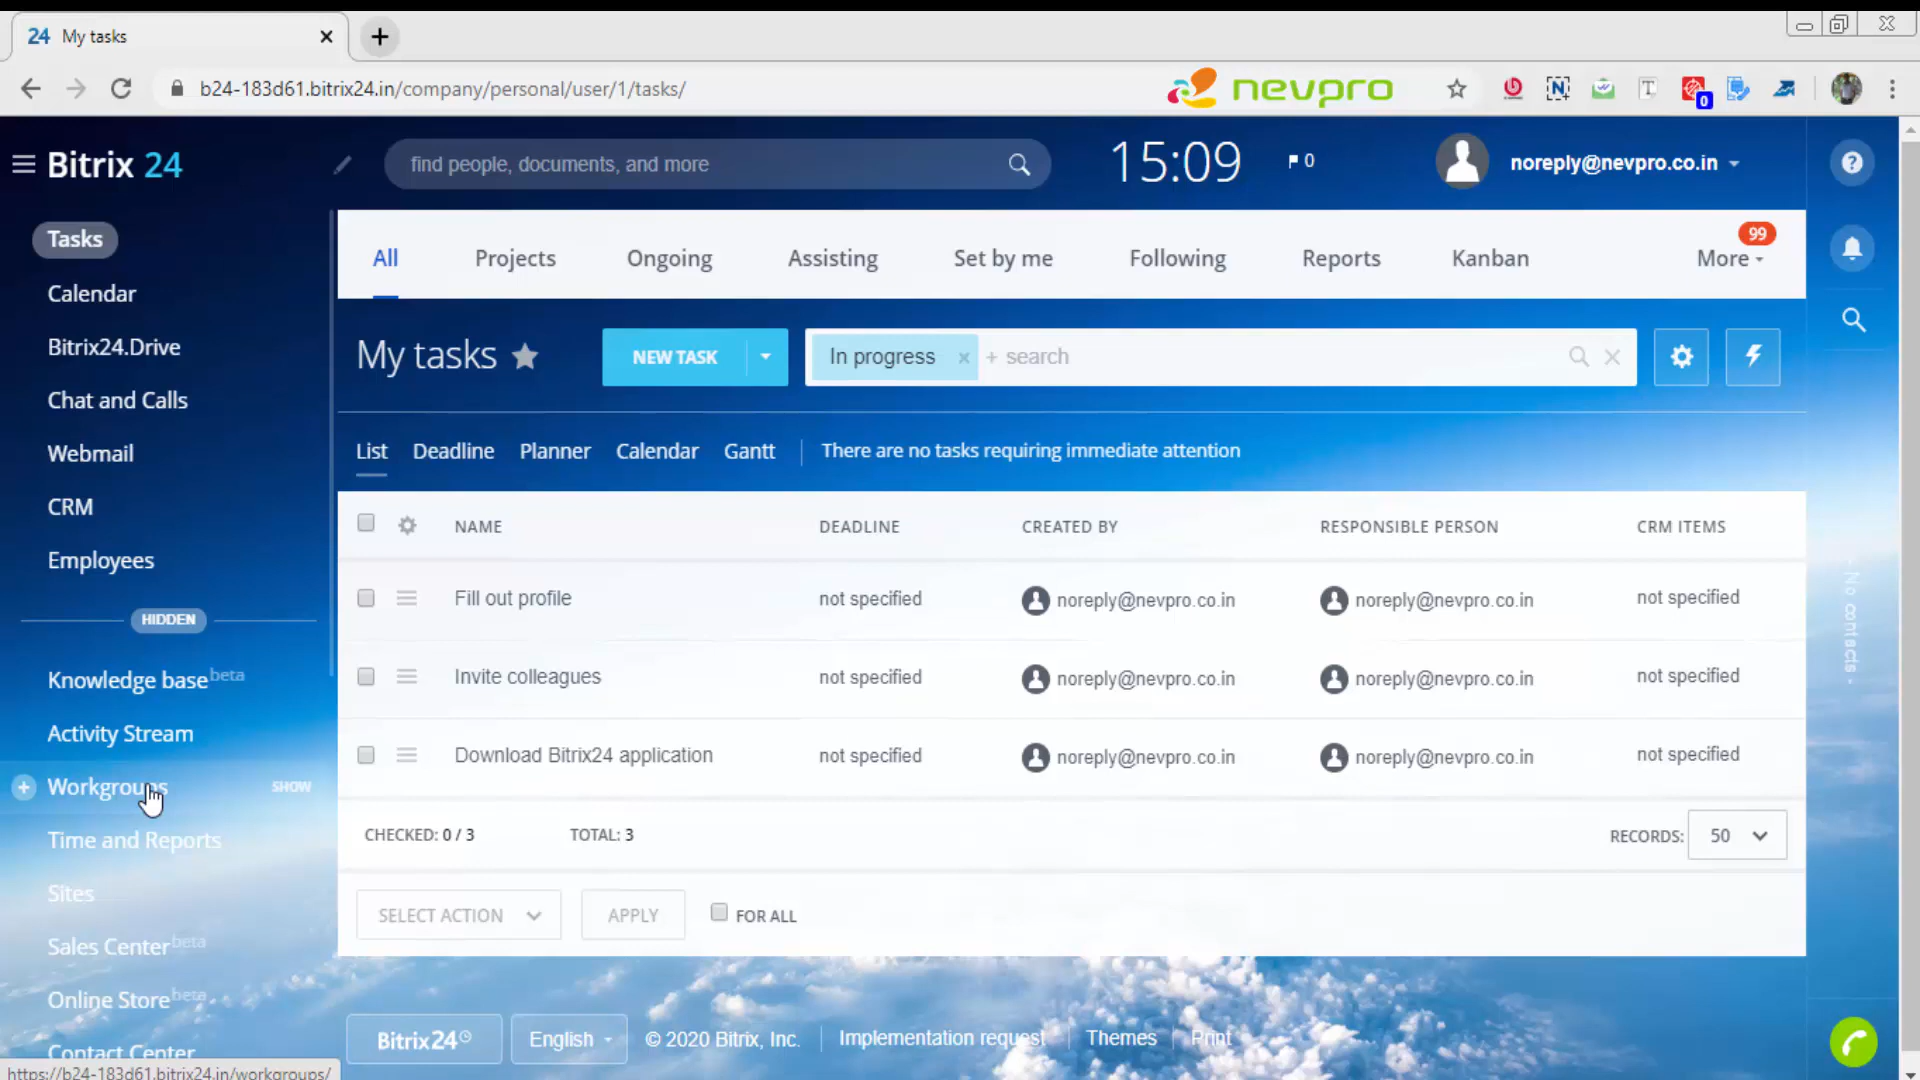 24 My tasks
b24-183d61.bitrix24.in/company/personal/user/1/tasks/
nevpro
0
Bitrix 24
find people, documents, and more
15:09
0
noreply@nevpro.co.in
?
Tasks
Calendar
Bitrix24.Drive
Chat and Calls
Webmail
CRM
Employees
HIDDEN
Knowledge base beta
Activity Stream
Workgroups SHOW
Time and Reports
Sites
Sales Center beta
Online Store beta
Contact Center
https://b24-183d61.bitrix24.in/workgroups/
All Projects Ongoing Assisting Set by me Following Reports Kanban More 99
My tasks NEW TASK In progress × + search
List Deadline Planner Calendar Gantt There are no tasks requiring immediate attention
NAME DEADLINE CREATED BY RESPONSIBLE PERSON CRM ITEMS
Fill out profile not specified noreply@nevpro.co.in noreply@nevpro.co.in not specified
Invite colleagues not specified noreply@nevpro.co.in noreply@nevpro.co.in not specified
Download Bitrix24 application not specified noreply@nevpro.co.in noreply@nevpro.co.in not specified
CHECKED: 0 / 3 TOTAL: 3 RECORDS: 50
SELECT ACTION APPLY FOR ALL
Bitrix24 English © 2020 Bitrix, Inc. Implementation request Themes Print
- No contacts -